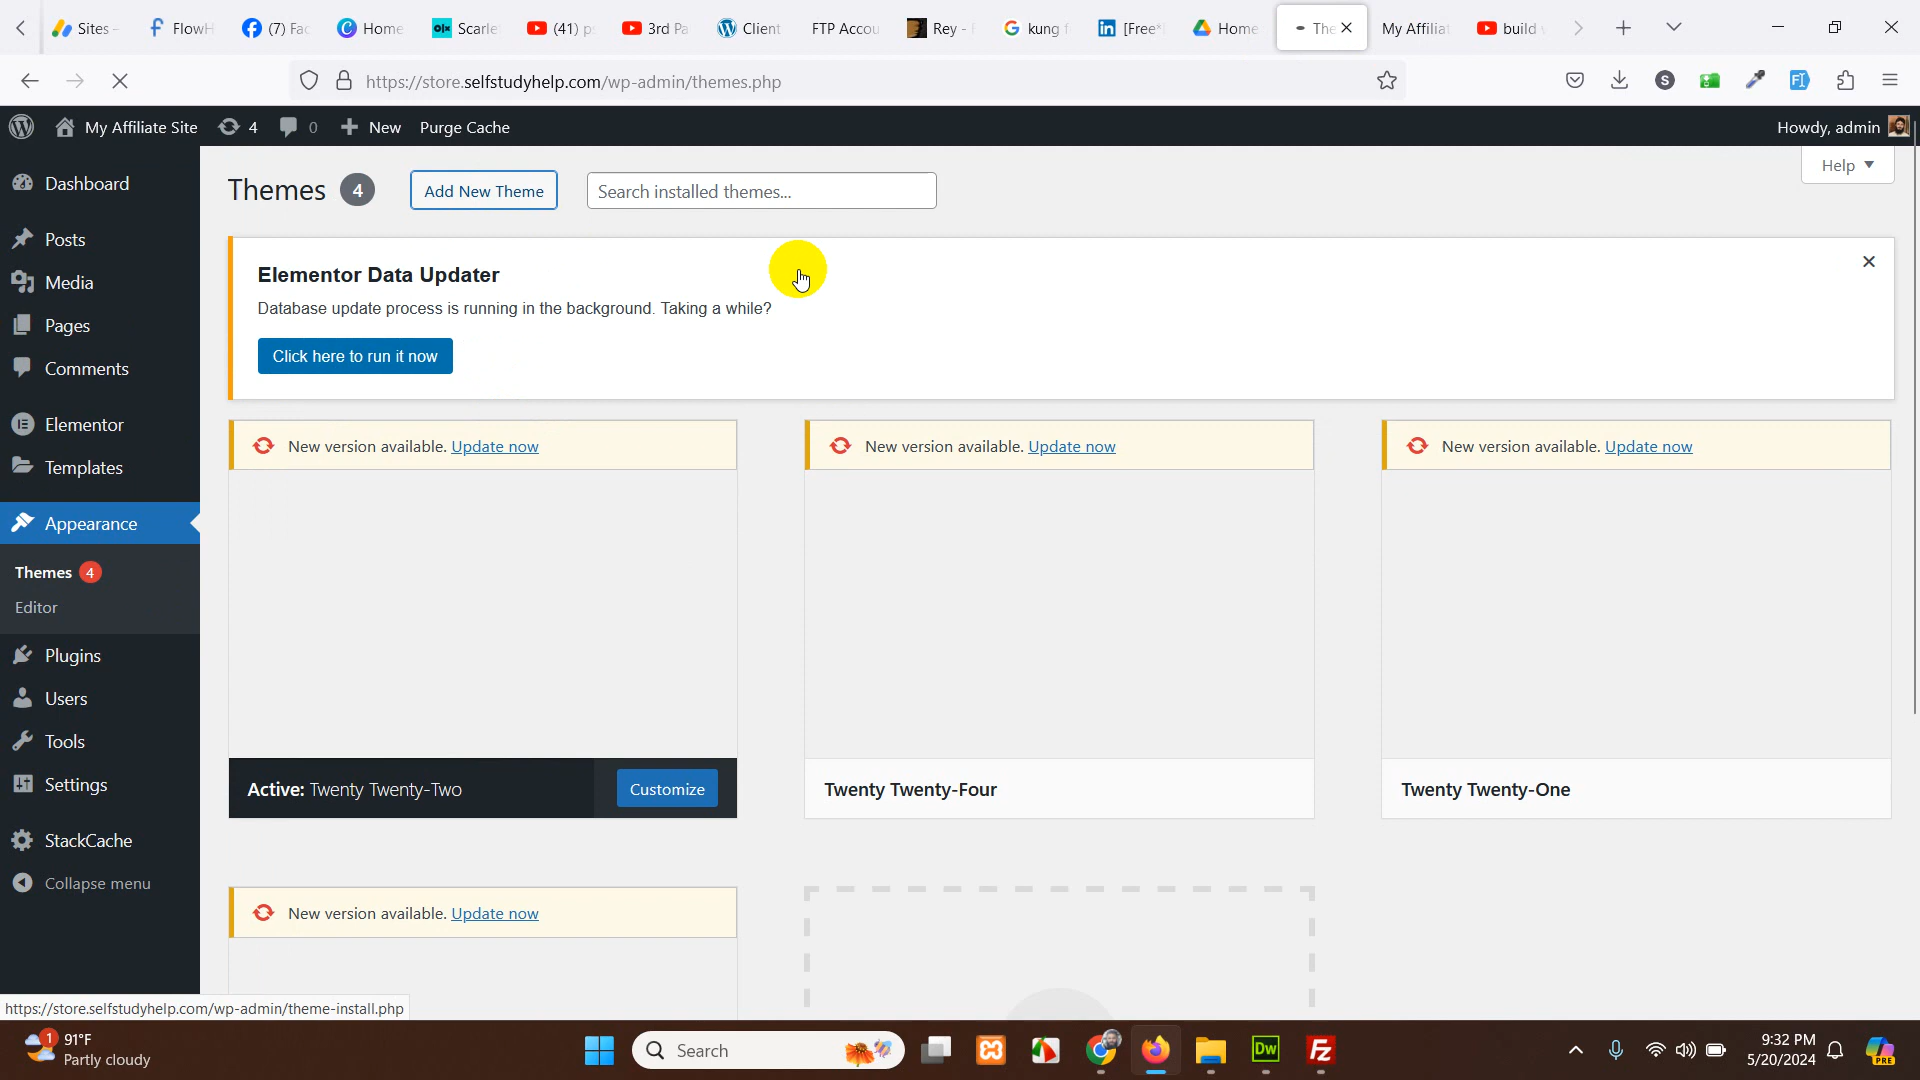 Sites -
FlowH
(7) Fac
Home
Scarle
(41) p
3rd Pa
Client
FTP Accou
Rey -
kung f
[Free*
Home
The
My Affiliat
build
https://store.selfstudyhelp.com/wp-admin/themes.php
My Affiliate Site
4
0
New
Purge Cache
Howdy, admin
Dashboard
Posts
Media
Pages
Comments
Elementor
Templates
Appearance
Themes 4
Editor
Plugins
Users
Tools
Settings
StackCache
Collapse menu
Themes 4
Add New Theme
Search installed themes...
Help
Elementor Data Updater
Database update process is running in the background. Taking a while?
Click here to run it now
New version available. Update now
New version available. Update now
New version available. Update now
Active: Twenty Twenty-Two
Customize
Twenty Twenty-Four
Twenty Twenty-One
New version available. Update now
https://store.selfstudyhelp.com/wp-admin/theme-install.php
1
91°F
Partly cloudy
Search
Dw
Fz
9:32 PM
5/20/2024
PRE